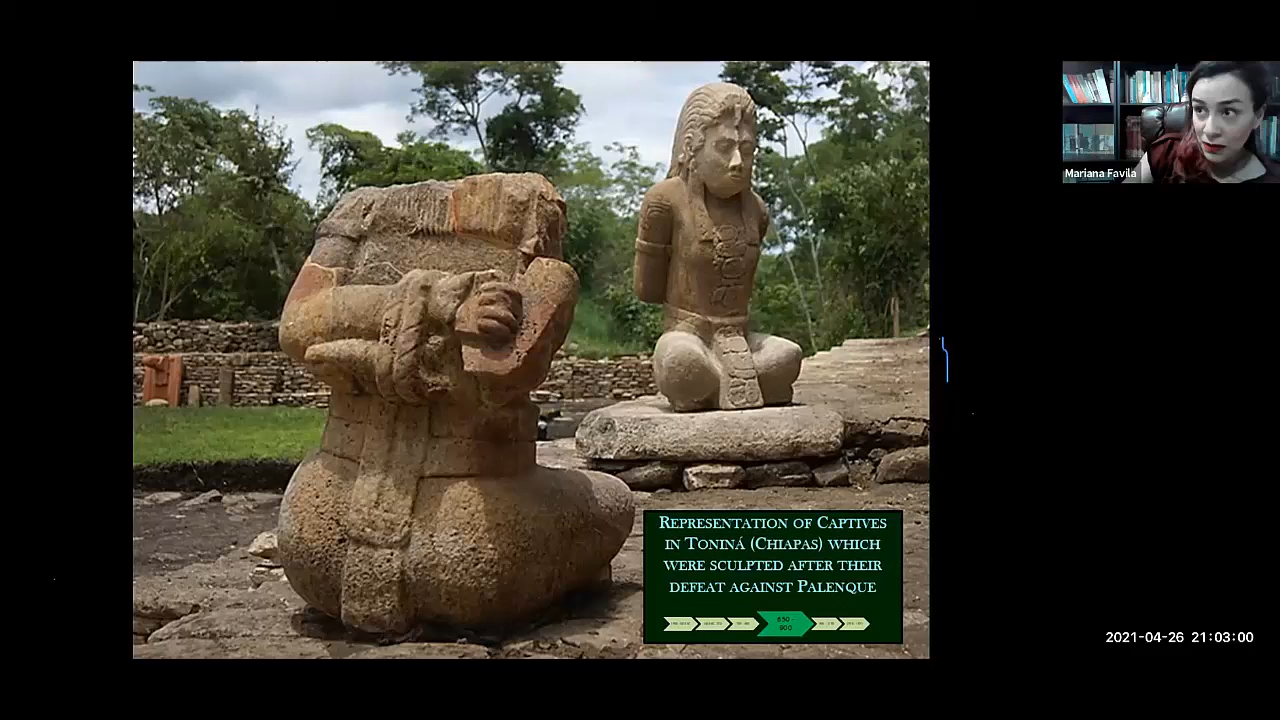 Mariana Favila
Representation of Captives
in Toniná (Chiapas) which
were sculpted after their
defeat against Palenque
900
2021-04-26 21:03:00